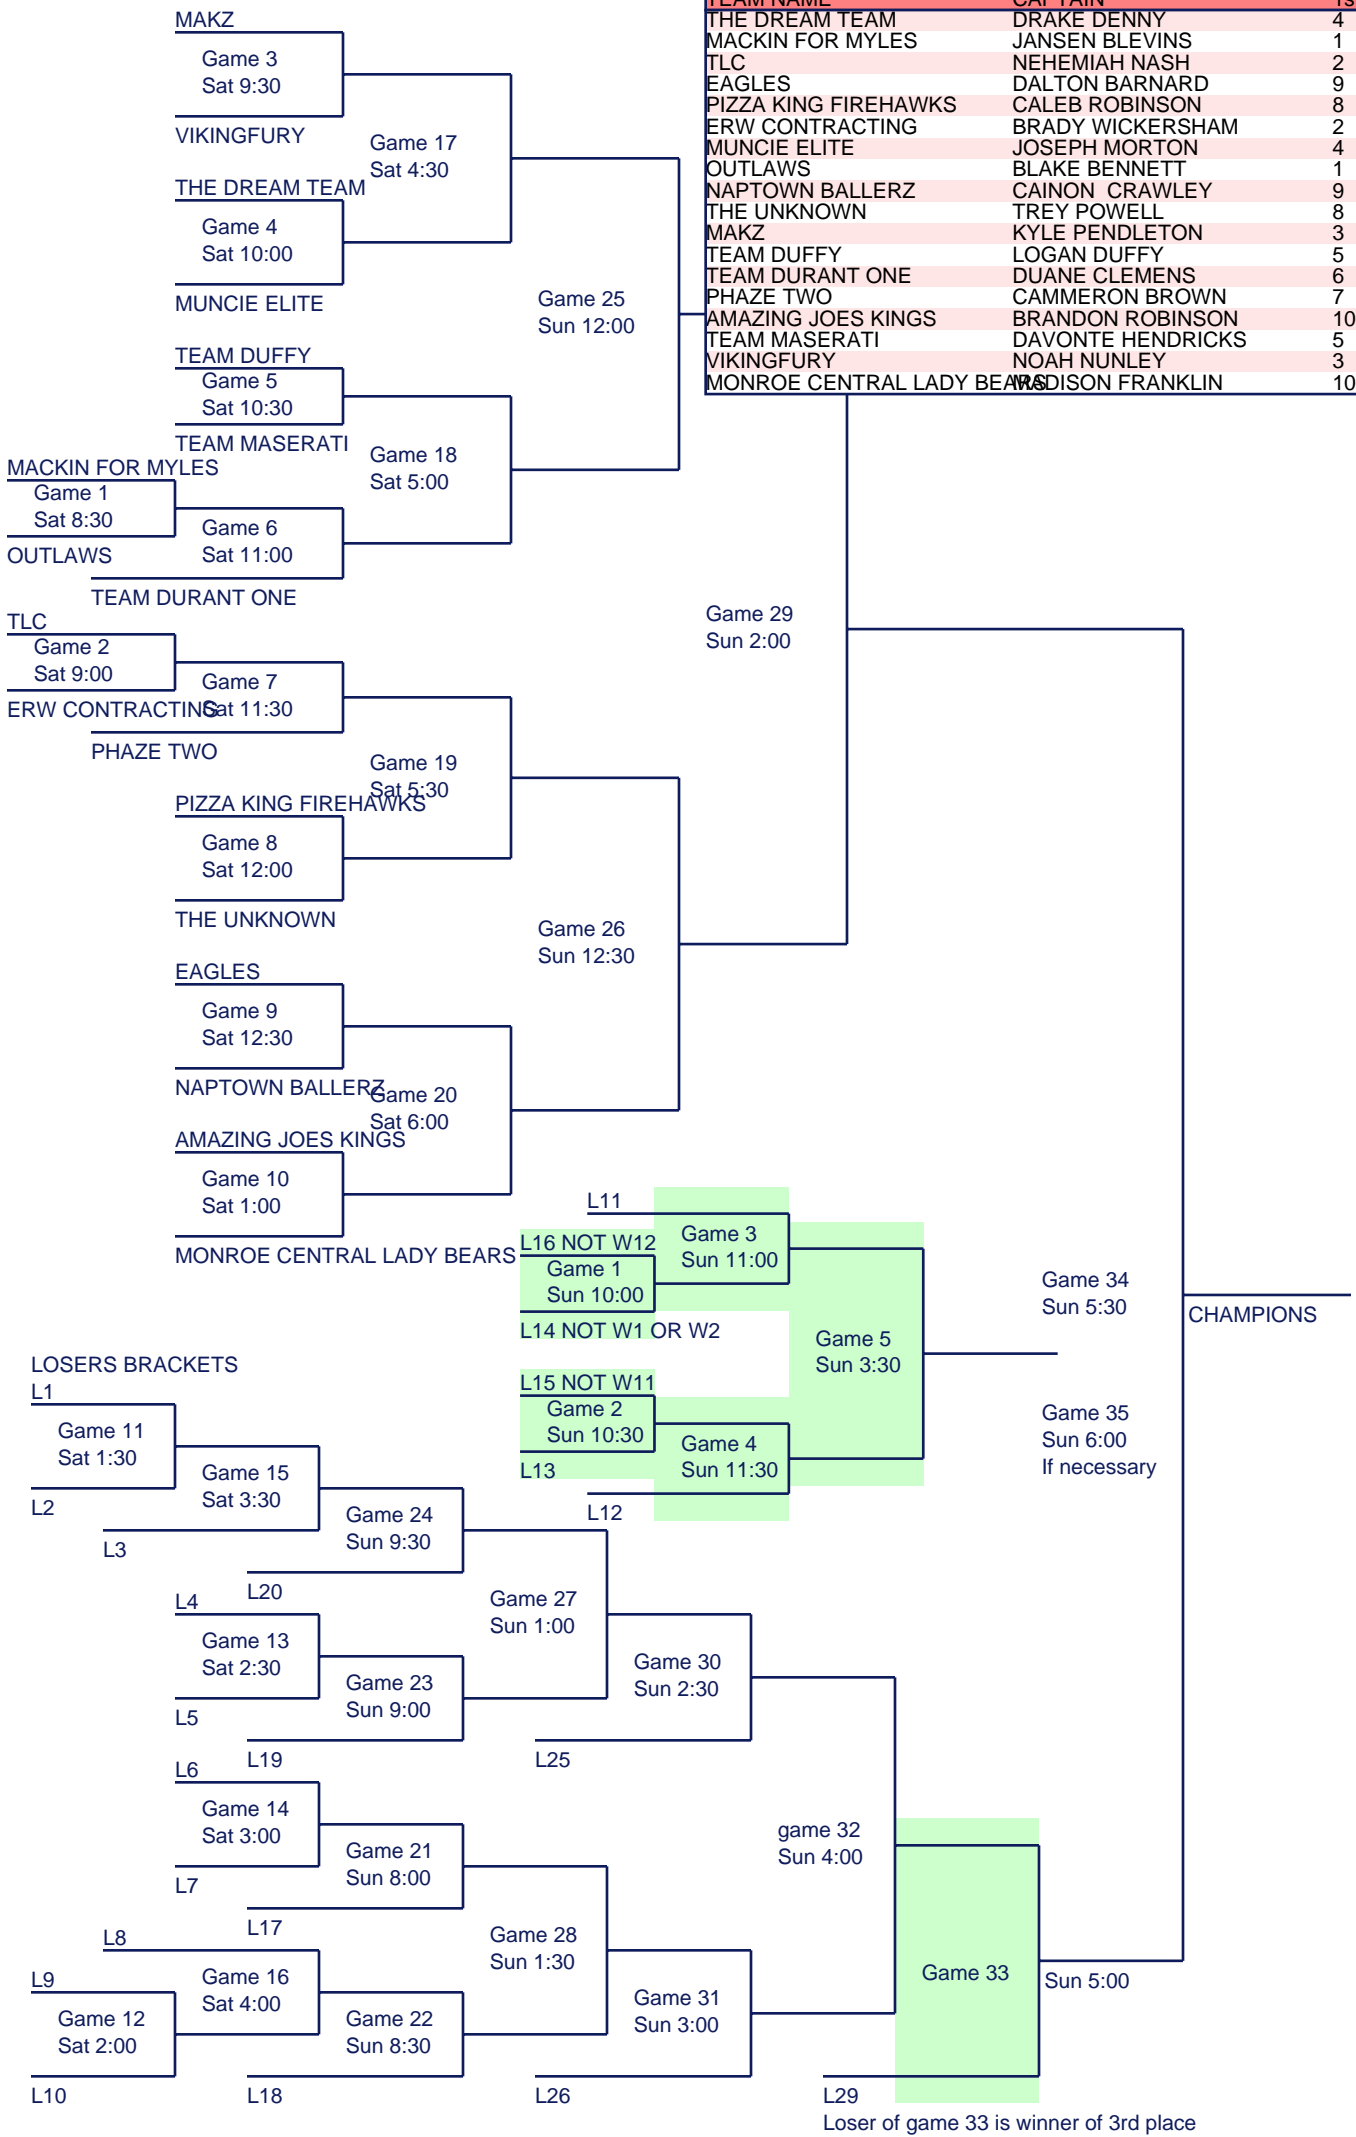 TEAM NAME CAPTAIN
THE DREAM TEAM DRAKE DENNY 4
MACKIN FOR MYLES JANSEN BLEVINS 1
TLC NEHEMIAH NASH 2
EAGLES DALTON BARNARD 9
PIZZA KING FIREHAWKS CALEB ROBINSON 8
ERW CONTRACTING BRADY WICKERSHAM 2
MUNCIE ELITE JOSEPH MORTON 4
OUTLAWS BLAKE BENNETT 1
NAPTOWN BALLERZ CAINON CRAWLEY 9
THE UNKNOWN TREY POWELL 8
MAKZ KYLE PENDLETON 3
TEAM DUFFY LOGAN DUFFY 5
TEAM DURANT ONE DUANE CLEMENS 6
PHAZE TWO CAMMERON BROWN 7
AMAZING JOES KINGS BRANDON ROBINSON 10
TEAM MASERATI DAVONTE HENDRICKS 5
VIKINGFURY NOAH NUNLEY 3
MONROE CENTRAL LADY BEARS MADISON FRANKLIN 10
MAKZ
Game 3
Sat 9:30
VIKINGFURY
Game 17
Sat 4:30
THE DREAM TEAM
Game 4
Sat 10:00
MUNCIE ELITE
Game 25
Sun 12:00
TEAM DUFFY
Game 5
Sat 10:30
TEAM MASERATI
Game 18
Sat 5:00
MACKIN FOR MYLES
Game 1
Sat 8:30
OUTLAWS
Game 6
Sat 11:00
TEAM DURANT ONE
Game 29
Sun 2:00
TLC
Game 2
Sat 9:00
ERW CONTRACTING
Game 7
Sat 11:30
PHAZE TWO
Game 19
Sat 5:30
PIZZA KING FIREHAWKS
Game 8
Sat 12:00
THE UNKNOWN
Game 26
Sun 12:30
EAGLES
Game 9
Sat 12:30
NAPTOWN BALLERZ
Game 20
Sat 6:00
AMAZING JOES KINGS
Game 10
Sat 1:00
MONROE CENTRAL LADY BEARS
L11
L16 NOT W12
Game 1
Sun 10:00
L14 NOT W1 OR W2
Game 3
Sun 11:00
Game 5
Sun 3:30
L15 NOT W11
Game 2
Sun 10:30
L13
Game 4
Sun 11:30
L12
Game 34
Sun 5:30
CHAMPIONS
Game 35
Sun 6:00
If necessary
LOSERS BRACKETS
L1
Game 11
Sat 1:30
L2
Game 15
Sat 3:30
L3
Game 24
Sun 9:30
L20
L4
Game 13
Sat 2:30
L5
Game 23
Sun 9:00
L19
Game 27
Sun 1:00
Game 30
Sun 2:30
L25
L6
Game 14
Sat 3:00
L7
Game 21
Sun 8:00
L17
game 32
Sun 4:00
L8
L9
Game 12
Sat 2:00
L10
Game 16
Sat 4:00
Game 22
Sun 8:30
L18
Game 28
Sun 1:30
Game 31
Sun 3:00
L26
Game 33
Sun 5:00
L29
Loser of game 33 is winner of 3rd place